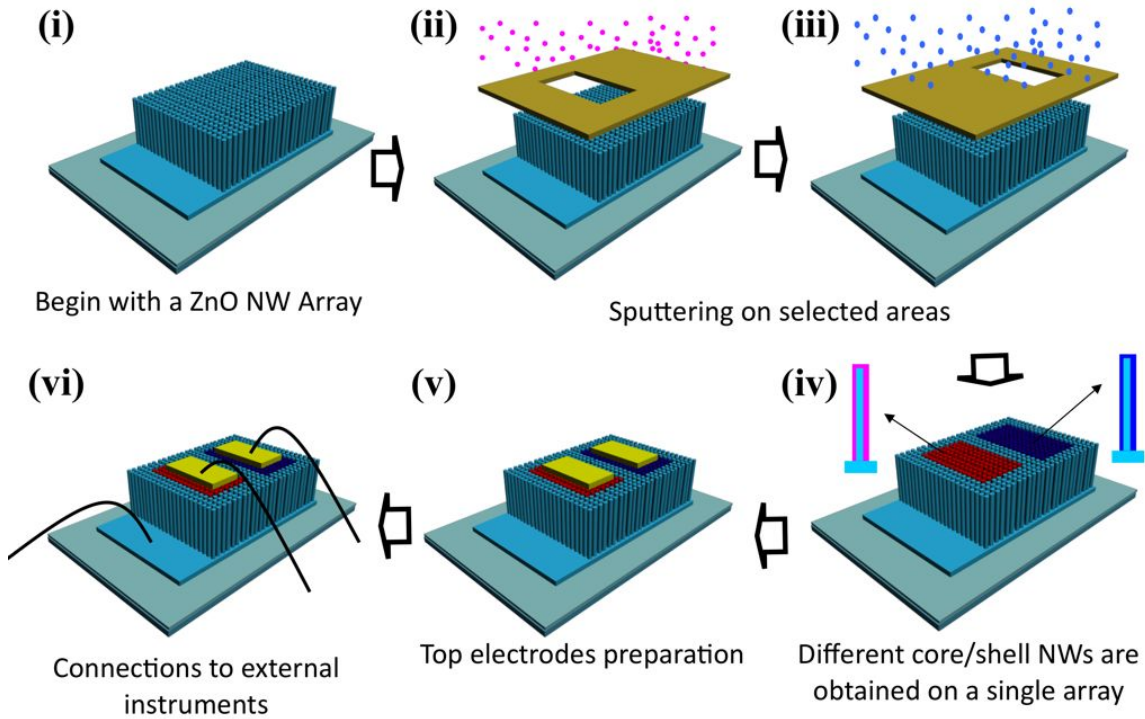 (i)
(ii)
(iii)
Begin with a ZnO NW Array
Sputtering on selected areas
(vi)
(v)
(iv)
Connections to external
instruments
Top electrodes preparation
Different core/shell NWs are
obtained on a single array